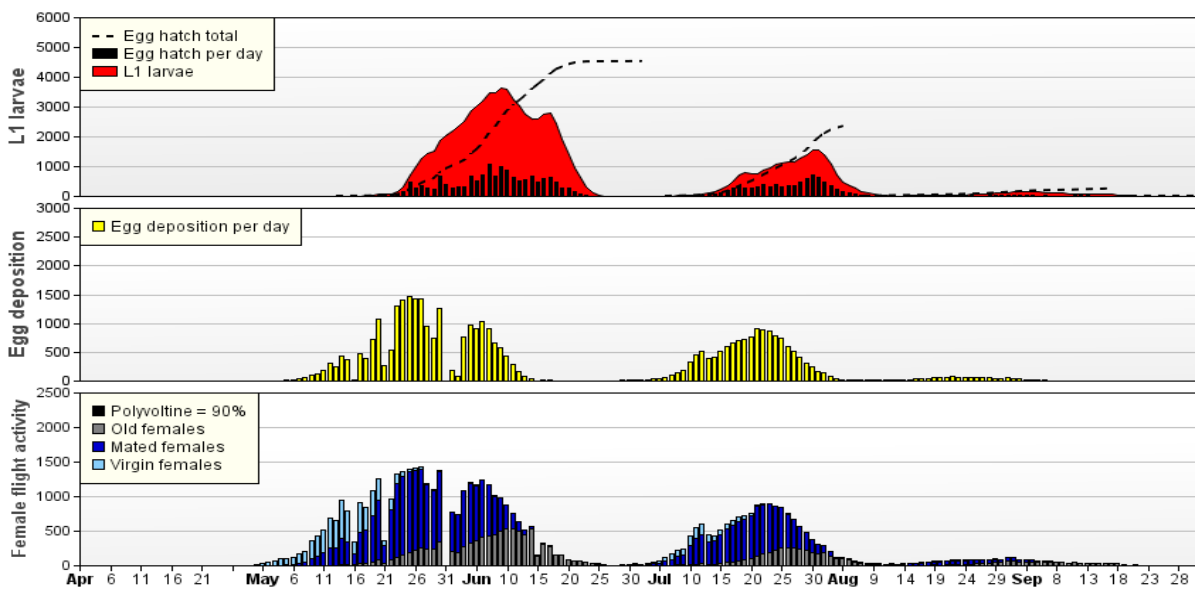 6000
5000
4000
3000
2000
1000
0
L1 larvae
Egg hatch total
Egg hatch per day
L1 larvae
3000
2500
2000
1500
1000
500
0
Egg deposition
Egg deposition per day
2500
2000
1500
1000
500
0
Female flight activity
Polyvoltine = 90%
Old females
Mated females
Virgin females
Apr 6 11 16 21 May 6 11 16 21 26 31 Jun 10 15 20 25 30 Jul 10 15 20 25 30 Aug 9 14 19 24 29 Sep 8 13 18 23 28